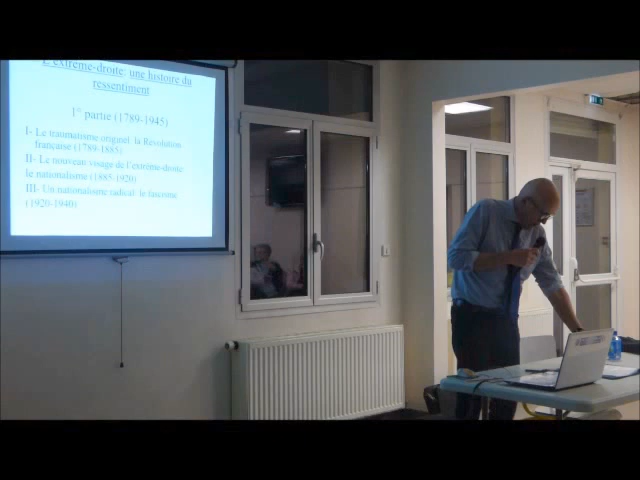 L'extrême-droite: une histoire du
ressentiment
1° partie (1789-1945)
I- Le traumatisme originel: la Révolution
française (1789-1885)
II- Le nouveau visage de l'extrême-droite
le nationalisme (1885-1920)
III- Un nationalisme radical: le fascisme
(1920-1940)